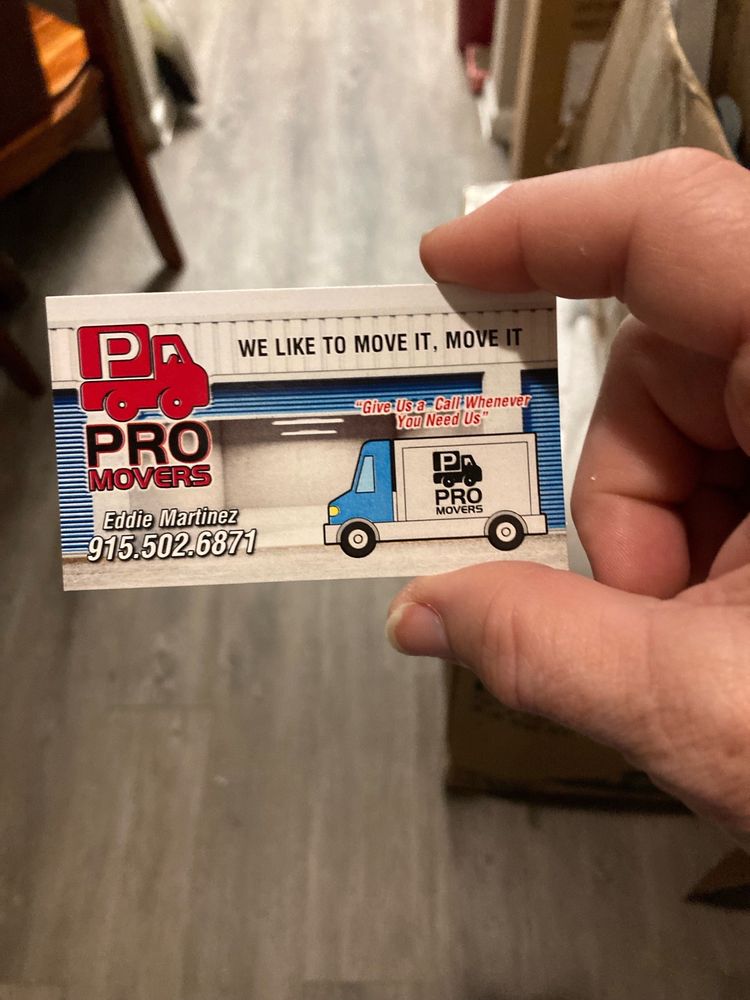 P
PRO
MOVERS
WE LIKE TO MOVE IT, MOVE IT
"Give Us a Call Whenever
You Need Us"
P
PRO
MOVERS
Eddie Martinez
915.502.6871